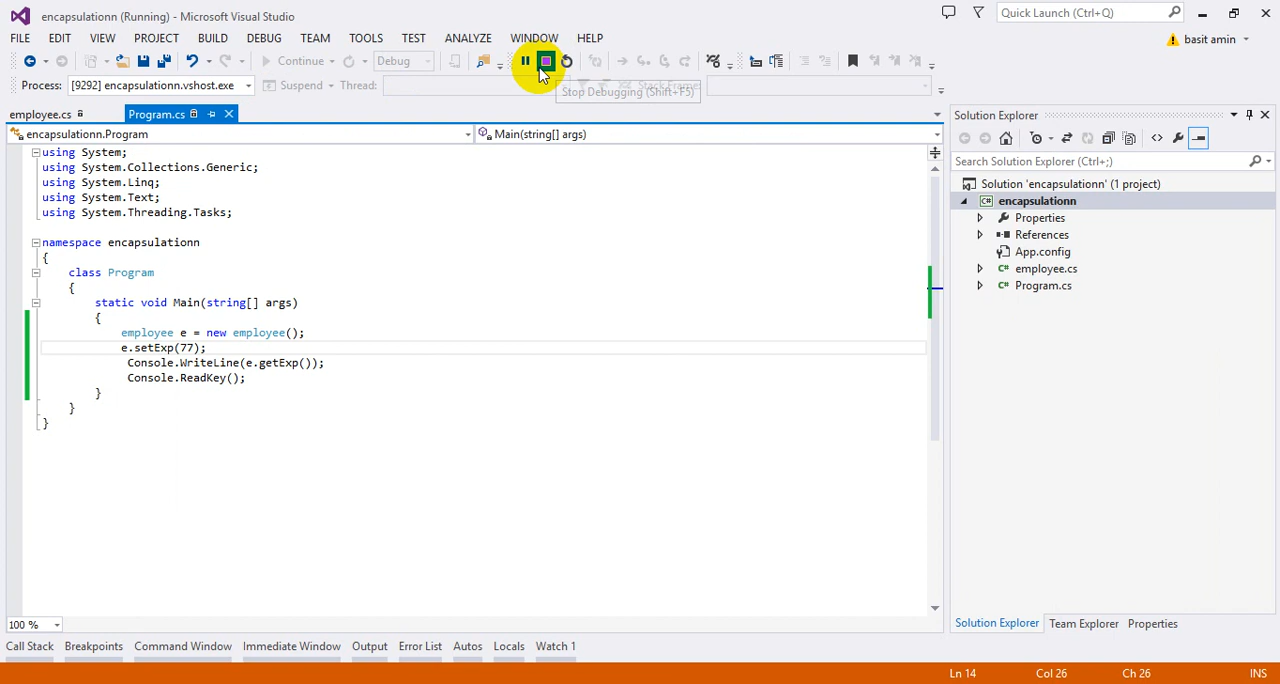 encapsulationn (Running) - Microsoft Visual Studio
Quick Launch (Ctrl+Q)
FILE EDIT VIEW PROJECT BUILD DEBUG TEAM TOOLS TEST ANALYZE WINDOW HELP
basit amin
Continue Debug
Process: [9292] encapsulationn.vshost.exe Suspend Thread: Stack Frame
Stop Debugging (Shift+F5)
employee.cs Program.cs
encapsulationn.Program Main(string[] args)
using System;
using System.Collections.Generic;
using System.Linq;
using System.Text;
using System.Threading.Tasks;
namespace encapsulationn
{
class Program
{
static void Main(string[] args)
{
employee e = new employee();
e.setExp(77);
Console.WriteLine(e.getExp());
Console.ReadKey();
}
}
}
100 %
Solution Explorer
Search Solution Explorer (Ctrl+;)
Solution 'encapsulationn' (1 project)
encapsulationn
Properties
References
App.config
employee.cs
Program.cs
Solution Explorer Team Explorer Properties
Call Stack Breakpoints Command Window Immediate Window Output Error List Autos Locals Watch 1
Ln 14 Col 26 Ch 26 INS